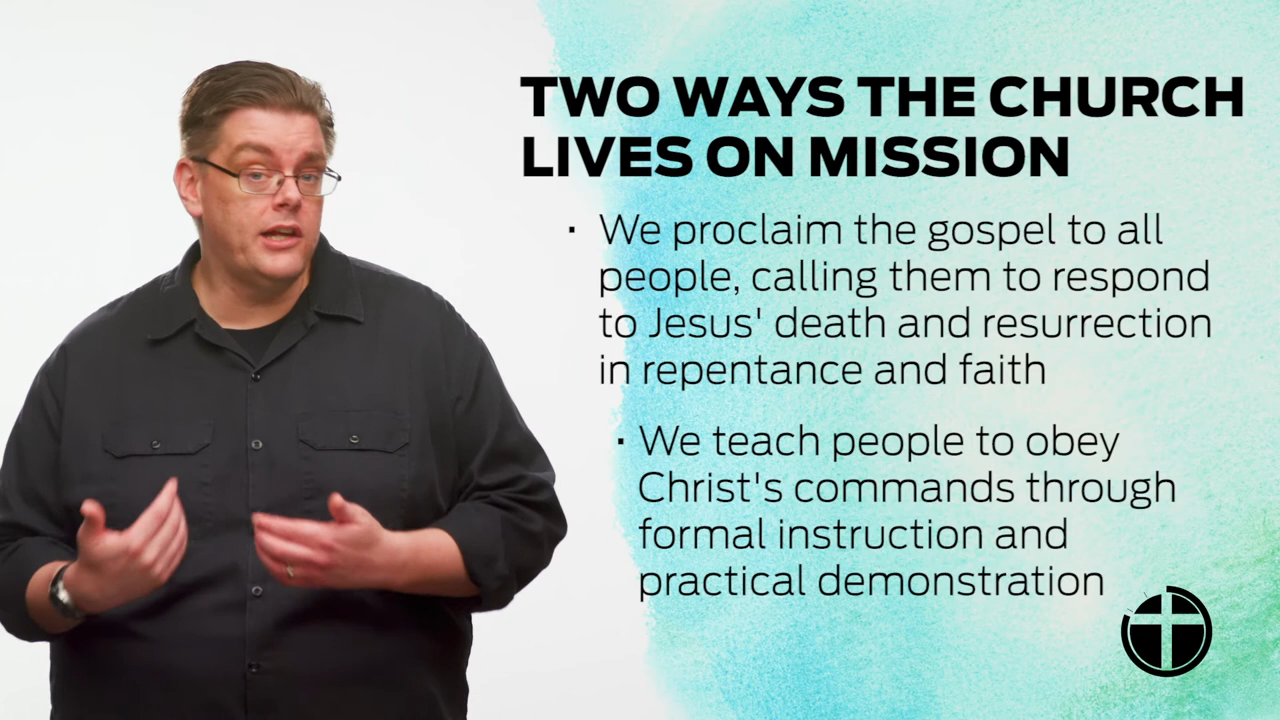 TWO WAYS THE CHURCH
LIVES ON MISSION
· We proclaim the gospel to all
people, calling them to respond
to Jesus' death and resurrection
in repentance and faith
· We teach people to obey
Christ's commands through
formal instruction and
practical demonstration